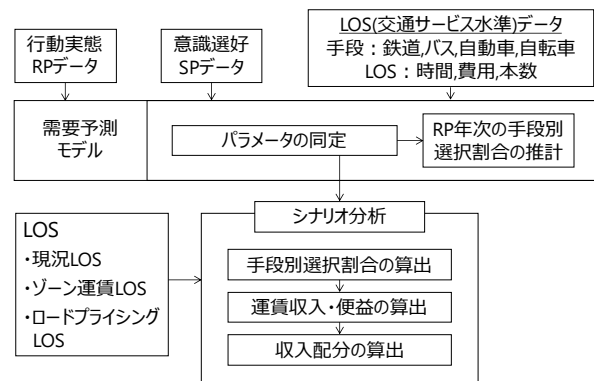 行動実態
RPデータ
意識選好
SPデータ
LOS(交通サービス水準)データ
手段：鉄道,バス,自動車,自転車
LOS：時間,費用,本数
需要予測
モデル
パラメータの同定
RP年次の手段別
選択割合の推計
シナリオ分析
LOS
・現況LOS
・ゾーン運賃LOS
・ロードプライシング
LOS
手段別選択割合の算出
運賃収入・便益の算出
収入配分の算出